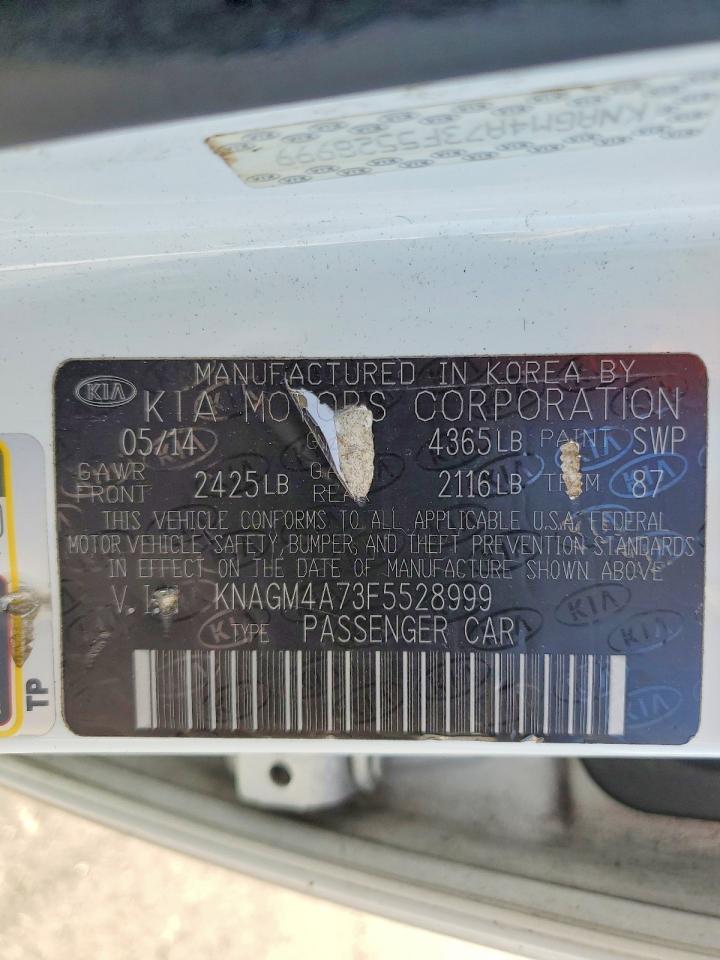 KNAGM4A73F5528999
MANUFACTURED IN KOREA BY
KIA KIA MOTORS CORPORATION
05/14 4365LB PAINT SWP
GAWR FRONT 2425LB 2116LB TRIM 87
THIS VEHICLE CONFORMS TO ALL APPLICABLE U.S.A. FEDERAL
MOTOR VEHICLE SAFETY, BUMPER, AND THEFT PREVENTION STANDARDS
IN EFFECT ON THE DATE OF MANUFACTURE SHOWN ABOVE
KNAGM4A73F5528999
TYPE PASSENGER CAR
TP